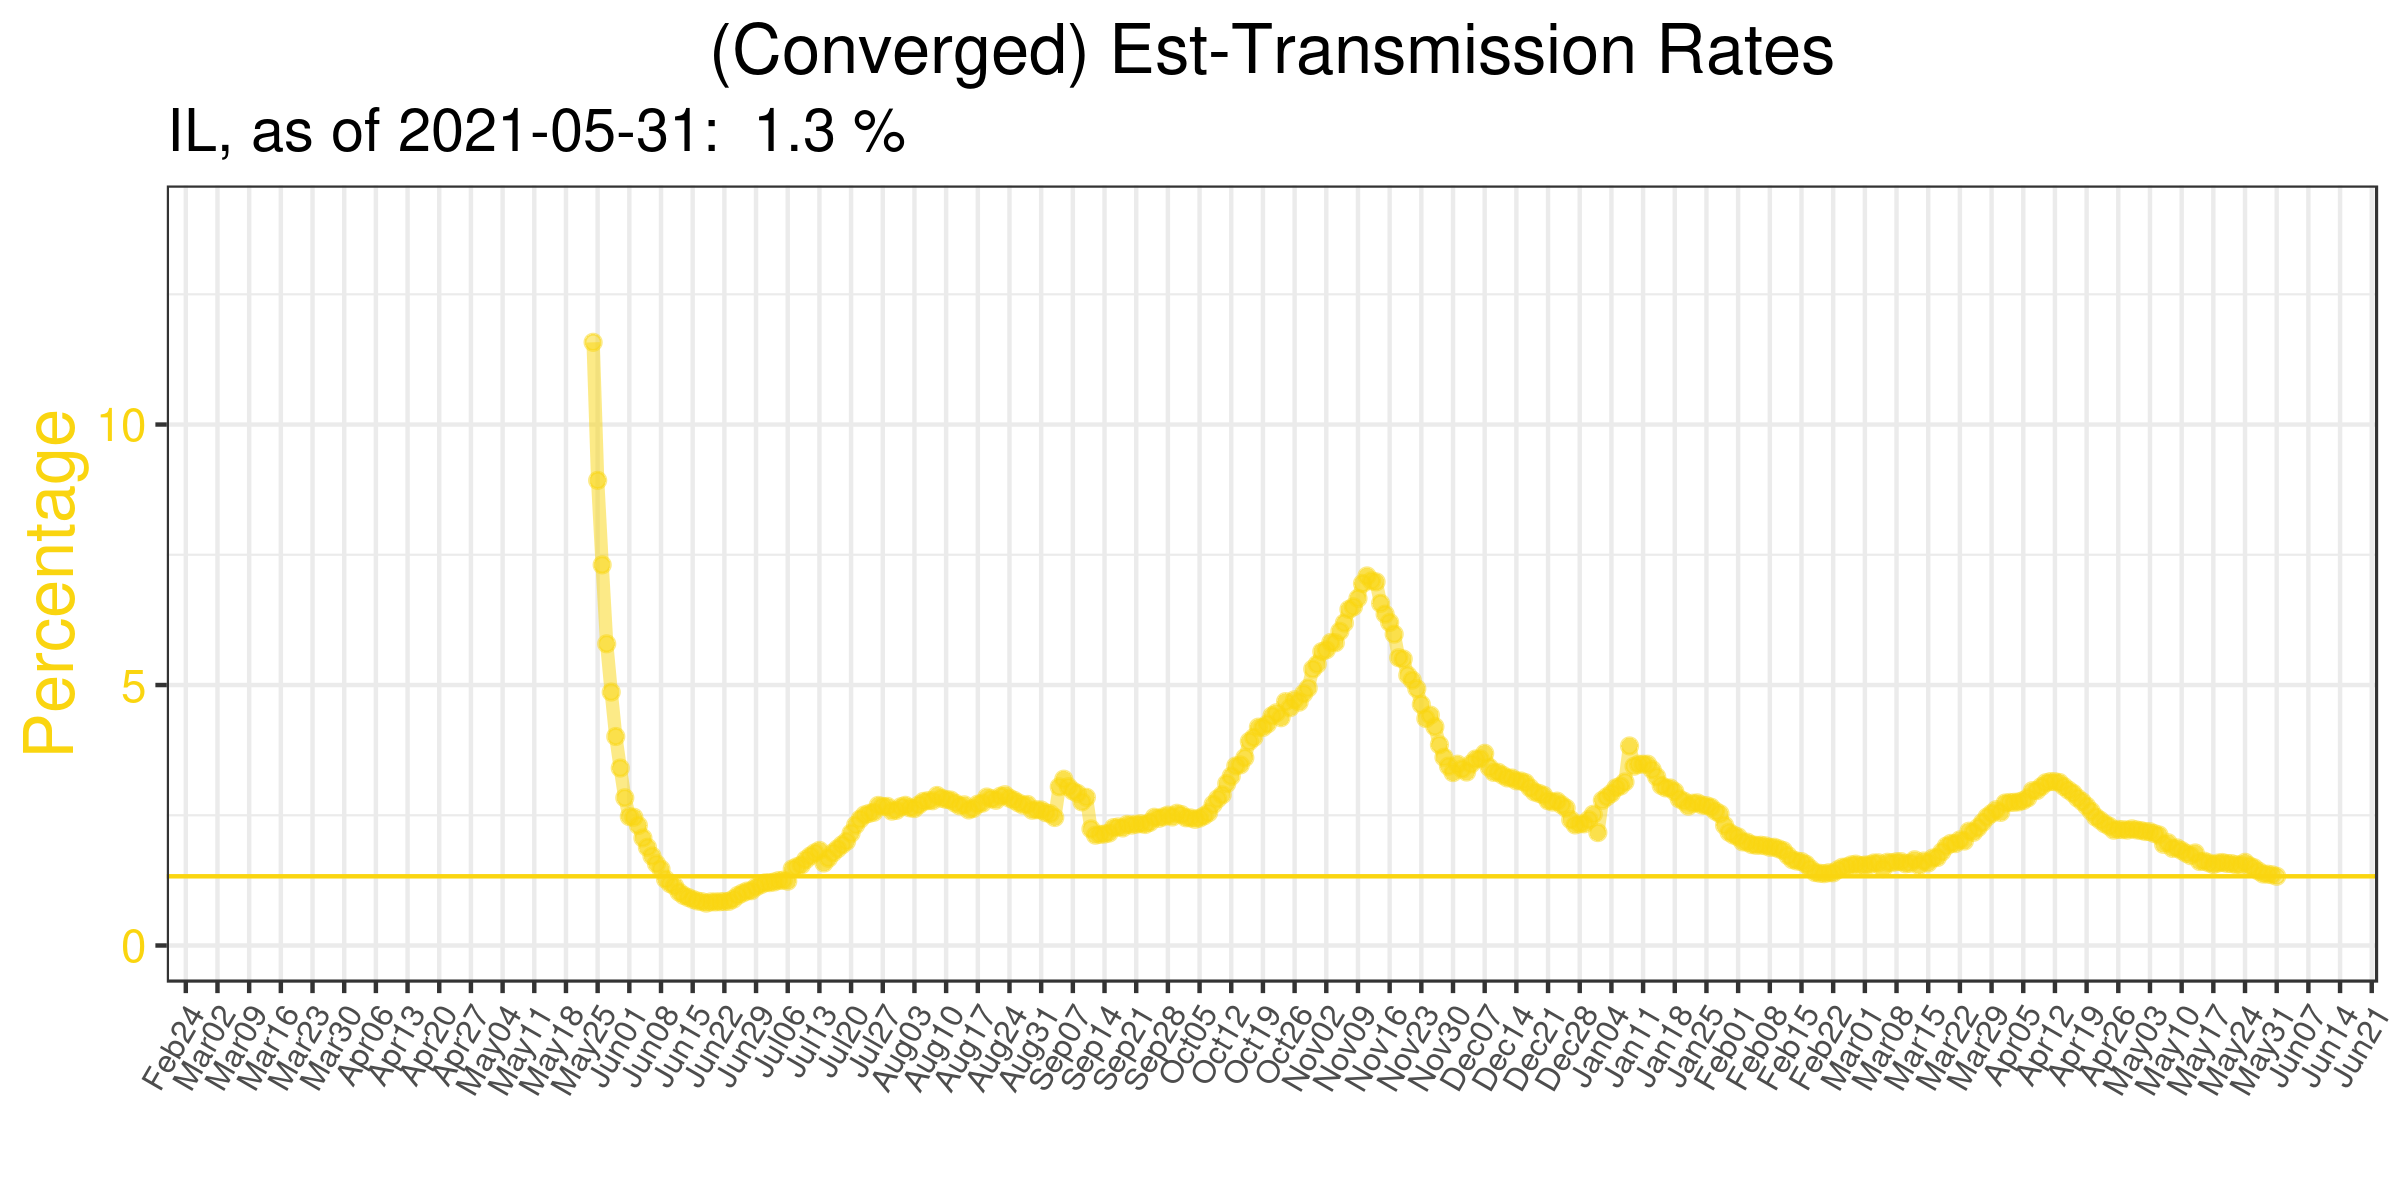 (Converged) Est-Transmission Rates
IL, as of 2021-05-31:  1.3 %
Percentage
10
5
0
Feb24
Mar02
Mar09
Mar16
Mar23
Mar30
Apr06
Apr13
Apr20
Apr27
May04
May11
May18
May25
Jun01
Jun08
Jun15
Jun22
Jun29
Jul06
Jul13
Jul20
Jul27
Aug03
Aug10
Aug17
Aug24
Aug31
Sep07
Sep14
Sep21
Sep28
Oct05
Oct12
Oct19
Oct26
Nov02
Nov09
Nov16
Nov23
Nov30
Dec07
Dec14
Dec21
Dec28
Jan04
Jan11
Jan18
Jan25
Feb01
Feb08
Feb15
Feb22
Mar01
Mar08
Mar15
Mar22
Mar29
Apr05
Apr12
Apr19
Apr26
May03
May10
May17
May24
May31
Jun07
Jun14
Jun21